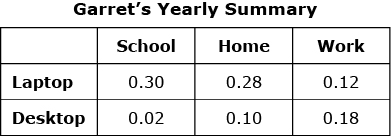 Garret's Yearly Summary
School Home Work
Laptop 0.30 0.28 0.12
Desktop 0.02 0.10 0.18